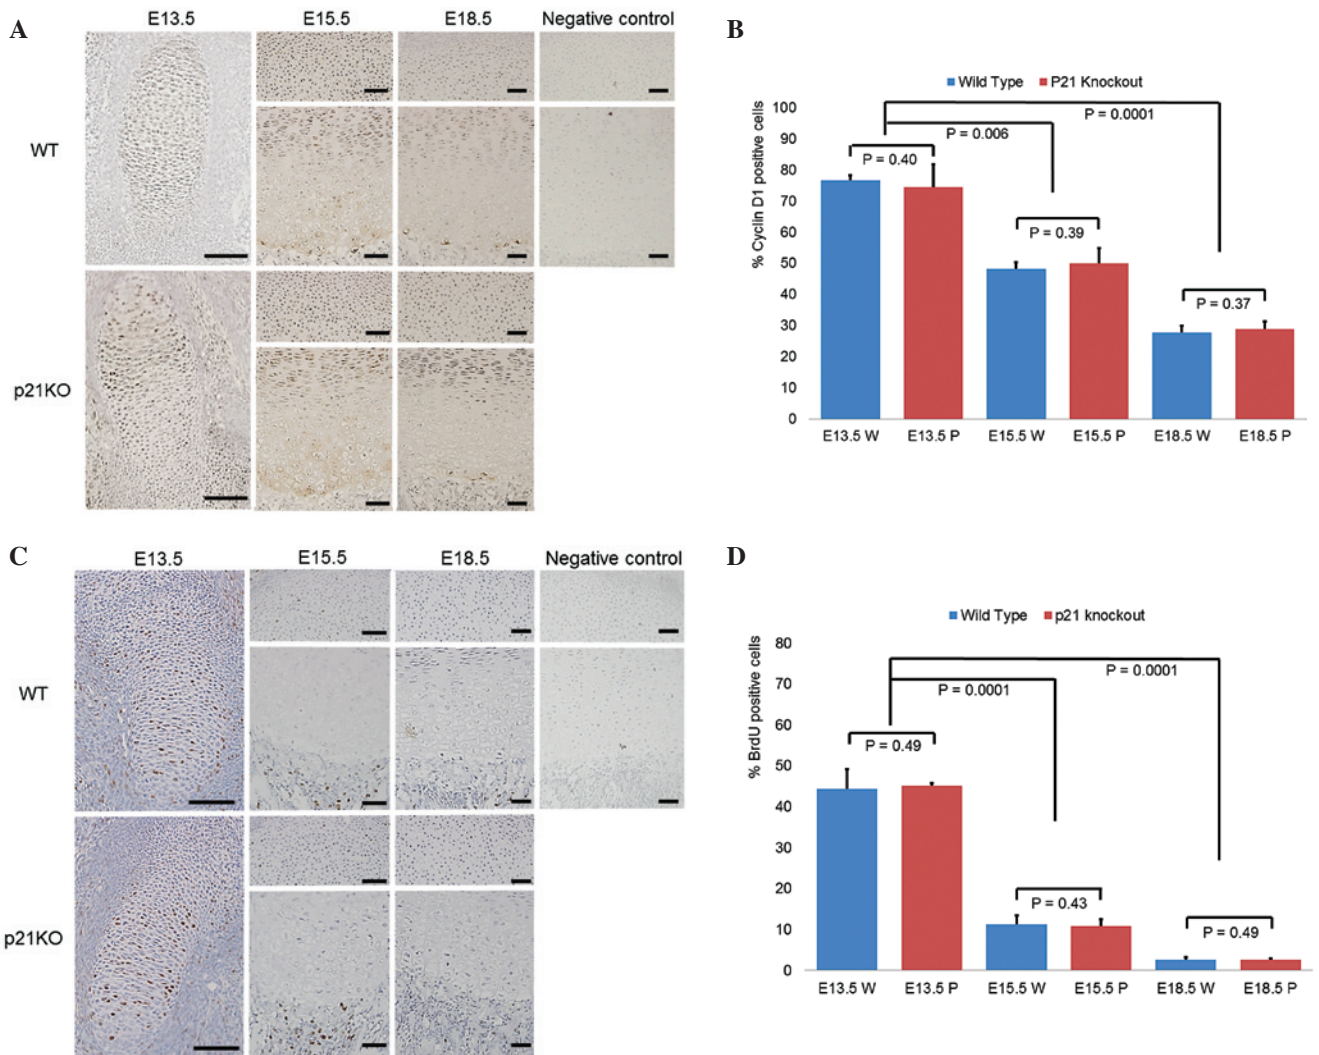 A
E13.5
E15.5
E18.5
Negative control
WT
p21KO
B
Wild Type
P21 Knockout
% Cyclin D1 positive cells
100
90
80
70
60
50
40
30
20
10
0
P = 0.0001
P = 0.006
P = 0.40
P = 0.39
P = 0.37
E13.5 W
E13.5 P
E15.5 W
E15.5 P
E18.5 W
E18.5 P
C
E13.5
E15.5
E18.5
Negative control
WT
p21KO
D
Wild Type
p21 knockout
% BrdU positive cells
80
70
60
50
40
30
20
10
0
P = 0.0001
P = 0.0001
P = 0.49
P = 0.43
P = 0.49
E13.5 W
E13.5 P
E15.5 W
E15.5 P
E18.5 W
E18.5 P